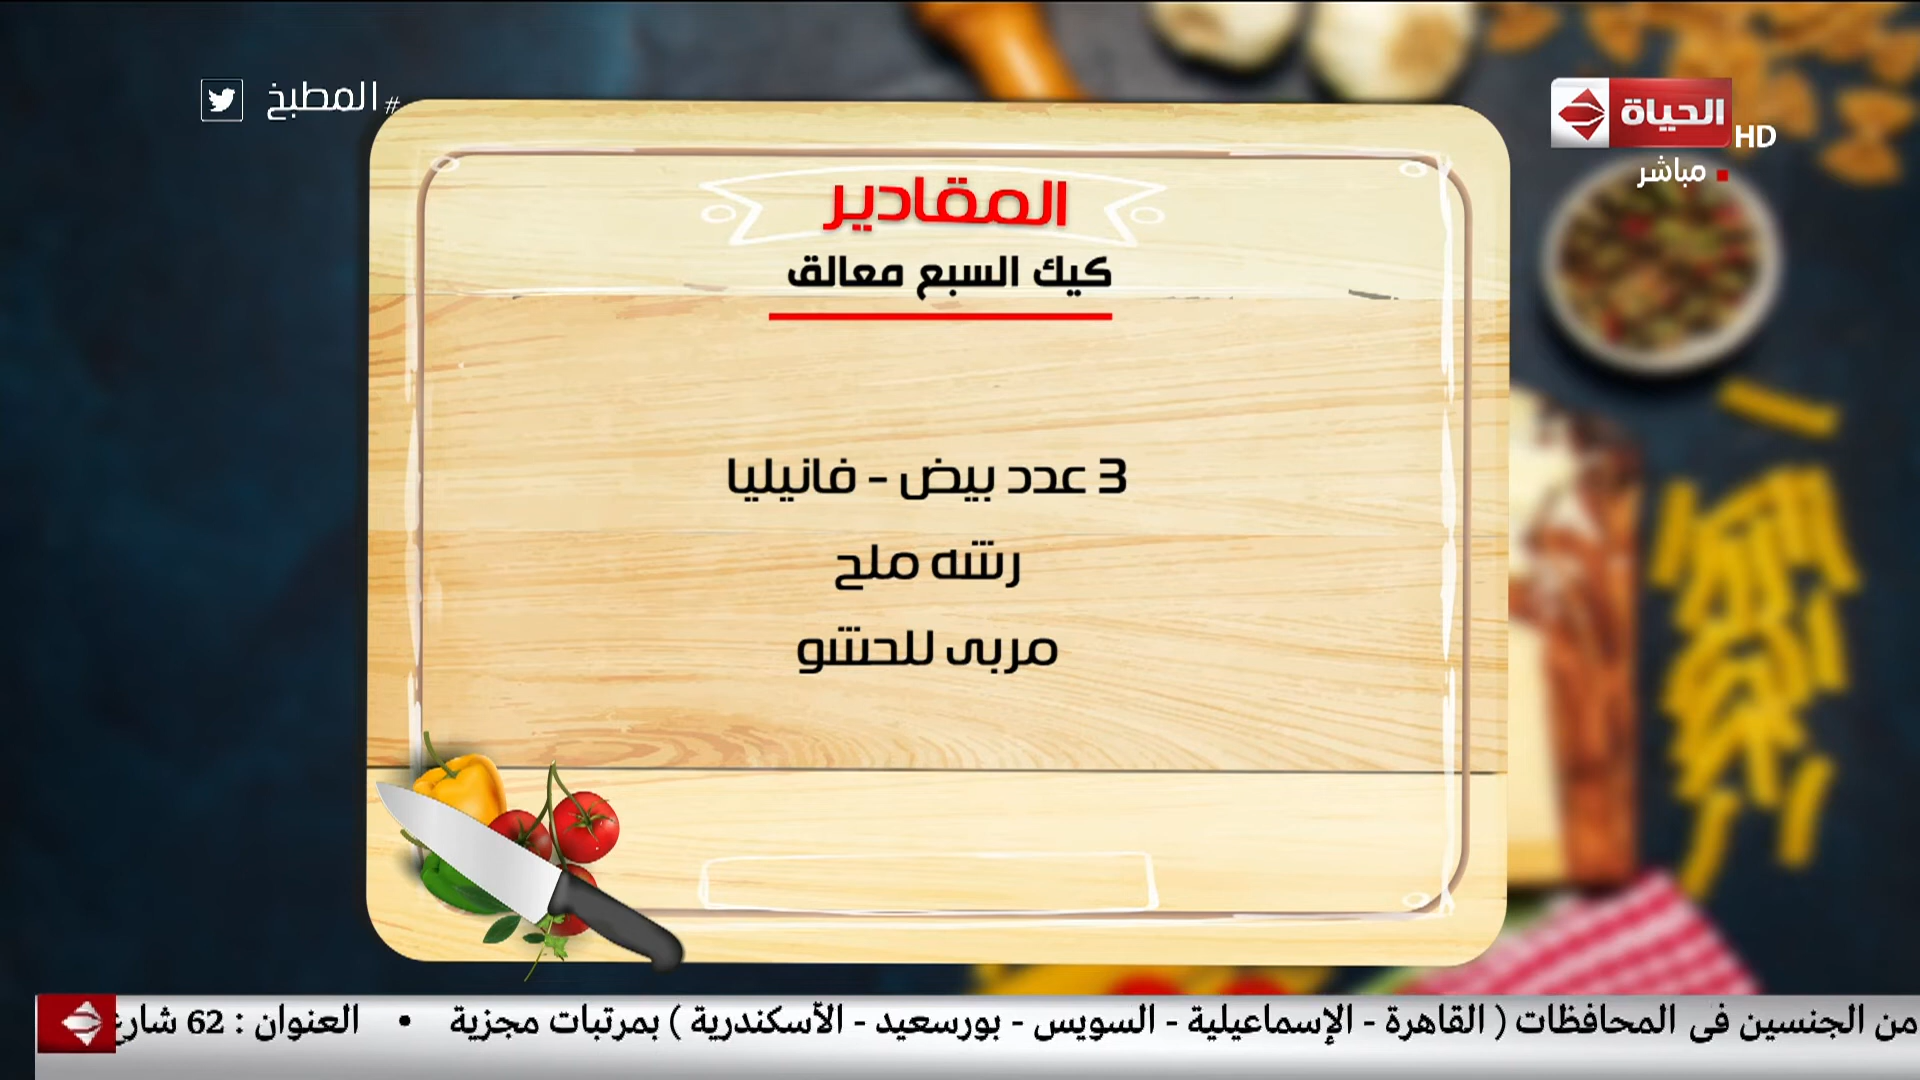 #المطبخ
الحياة
HD
مباشر
المقادير
كيك السبع معالق
3 عدد بيض - فانيليا
رشه ملح
مربى للحشو
من الجنسين فى المحافظات ( القاهرة - الإسماعيلية - السويس - بورسعيد - الأسكندرية ) بمرتبات مجزية • العنوان : 62 شارع